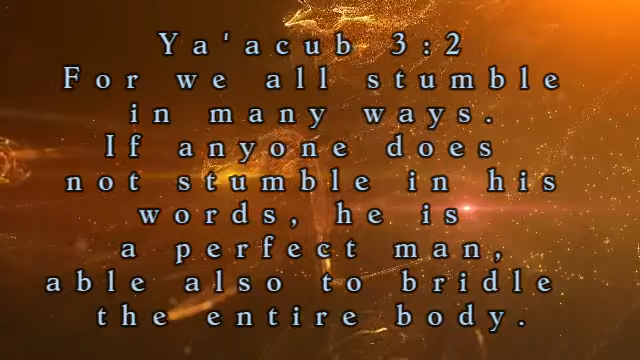 Ya'acub 3:2
For we all stumble
in many ways.
If anyone does
not stumble in his
words, he is
a perfect man,
able also to bridle
the entire body.